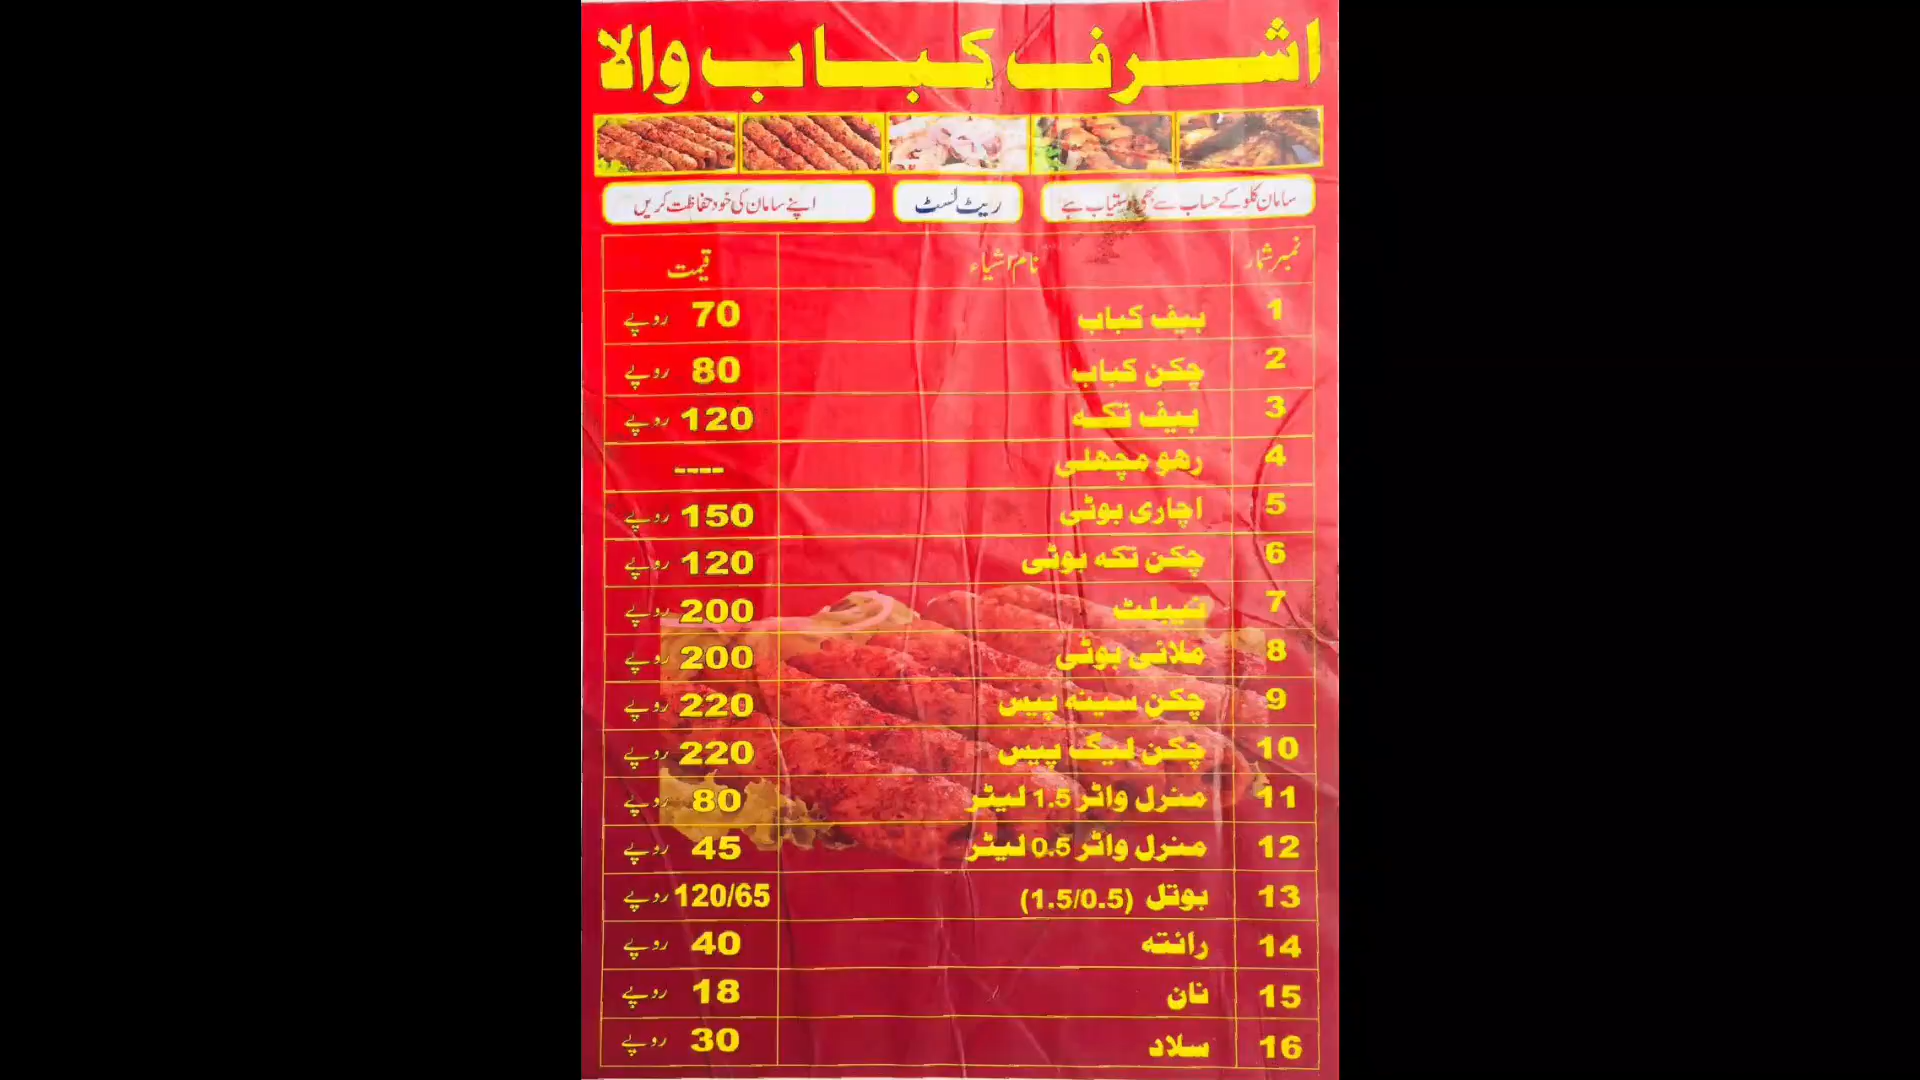 اشرف کباب والا
سامان کلو کے حساب سے بھی دستیاب ہے
ریٹ لسٹ
اپنے سامان کی خود حفاظت کریں
نمبر شمار نام اشیاء قیمت
1 بیف کباب 70 روپے
2 چکن کباب 80 روپے
3 بیف تکہ 120 روپے
4 رھو مچھلی ----
5 اچاری بوٹی 150 روپے
6 چکن تکہ بوٹی 120 روپے
7 200 روپے
8 ملائی بوٹی 200 روپے
9 چکن سینہ پیس 220 روپے
10 چکن لیگ پیس 220 روپے
11 منرل واٹر 1.5 لیٹر 80 روپے
12 منرل واٹر 0.5 لیٹر 45 روپے
13 بوتل (1.5/0.5) 120/65 روپے
14 رائتہ 40 روپے
15 نان 18 روپے
16 سلاد 30 روپے